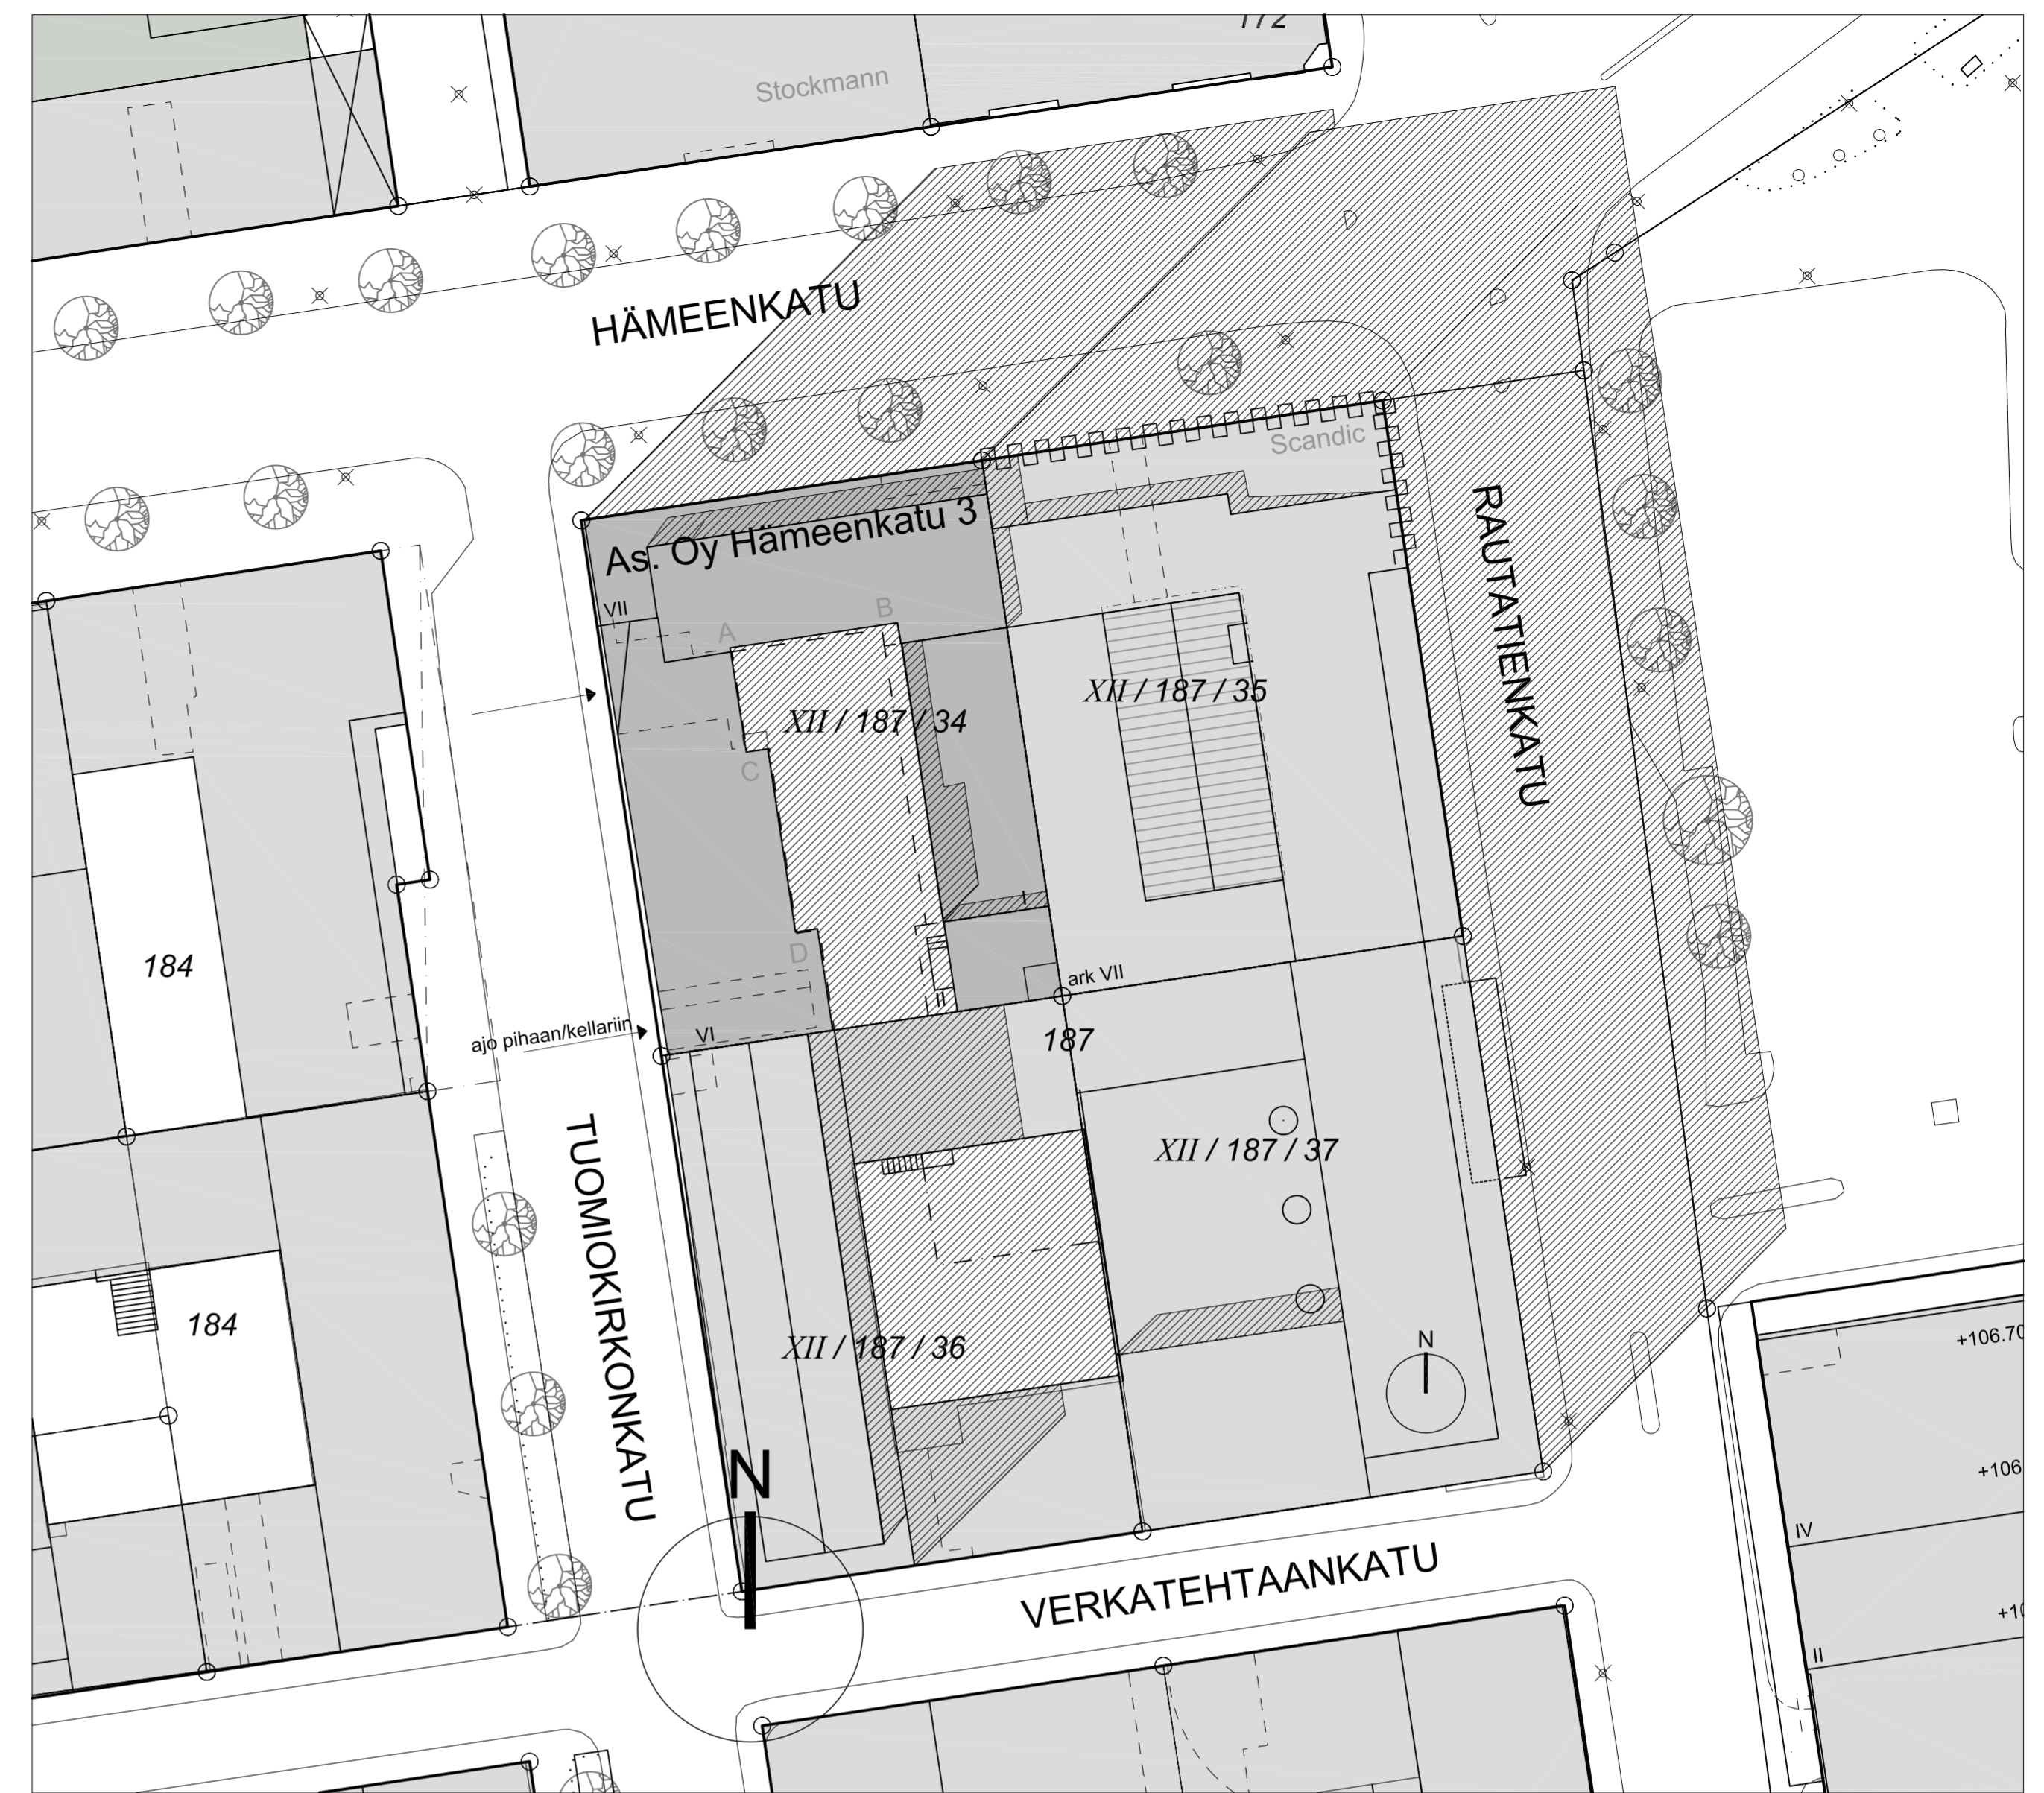 172
Stockmann
HÄMEENKATU
Scandic
As. Oy Hämeenkatu 3
RAUTATIENKATU
VII
A
B
XII / 187 / 34
XII / 187 / 35
C
D
I
184
ark VII
II
ajo pihaan/kellariin
VI
187
TUOMIOKIRKONKATU
XII / 187 / 37
184
XII / 187 / 36
N
+106.70
N
+106
IV
VERKATEHTAANKATU
+10
II